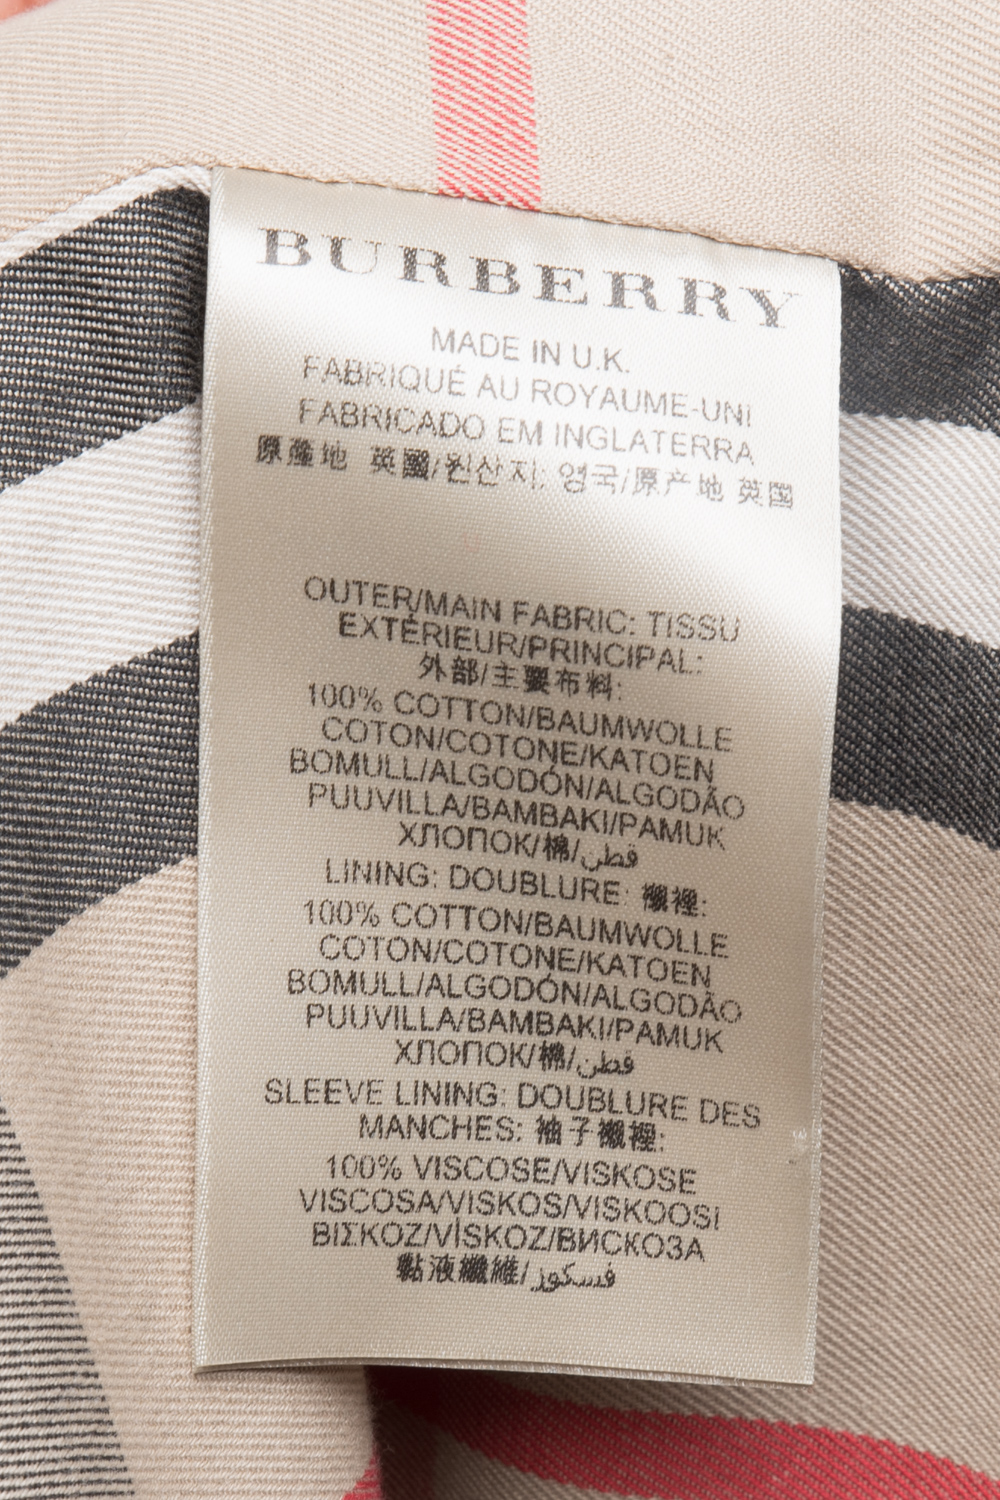 BURBERRY
MADE IN U.K.
FABRIQUÉ AU ROYAUME-UNI
FABRICADO EM INGLATERRA
原產地 英國/원산지: 영국/原产地 英国
OUTER/MAIN FABRIC: TISSU
EXTÉRIEUR/PRINCIPAL:
外部/主要布料:
100% COTTON/BAUMWOLLE
COTON/COTONE/KATOEN
BOMULL/ALGODÓN/ALGODÃO
PUUVILLA/BAMBAKI/PAMUK
ХЛОПОК/棉/قطن
LINING: DOUBLURE: 襯裡:
100% COTTON/BAUMWOLLE
COTON/COTONE/KATOEN
BOMULL/ALGODÓN/ALGODÃO
PUUVILLA/BAMBAKI/PAMUK
ХЛОПОК/棉/قطن
SLEEVE LINING: DOUBLURE DES
MANCHES: 袖子襯裡:
100% VISCOSE/VISKOSE
VISCOSA/VISKOS/VISKOOSI
ΒΙΣΚΟΖ/VİSKOZ/ВИСКОЗА
黏液纖維/فسكوز